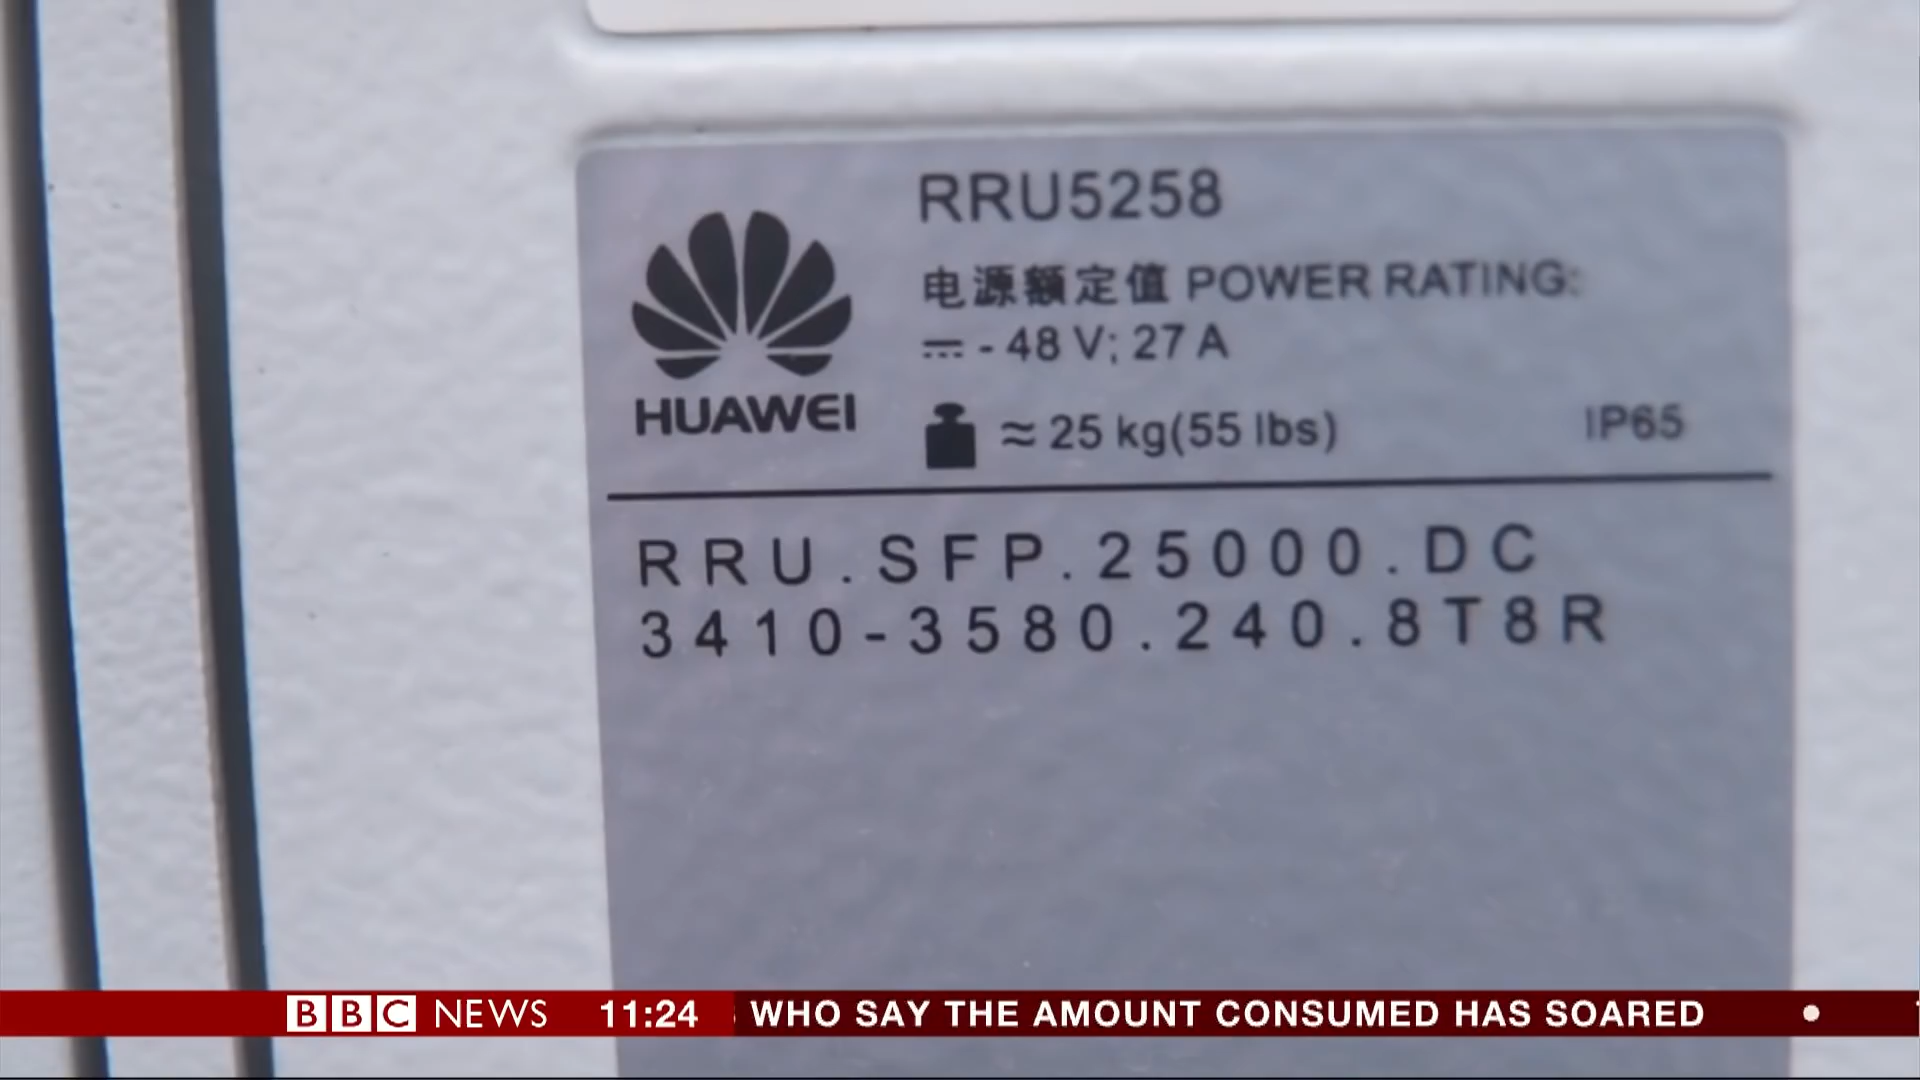 RRU5258
电源额定值 POWER RATING:
⎓ - 48 V; 27 A
HUAWEI
≈ 25 kg(55 lbs)
IP65
RRU.SFP.25000.DC
3410-3580.240.8T8R
BBC NEWS 11:24 WHO SAY THE AMOUNT CONSUMED HAS SOARED •